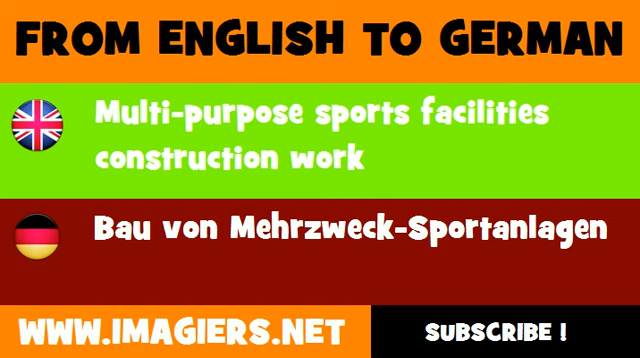 FROM ENGLISH TO GERMAN
Multi-purpose sports facilities
construction work
Bau von Mehrzweck-Sportanlagen
WWW.IMAGIERS.NET
SUBSCRIBE !